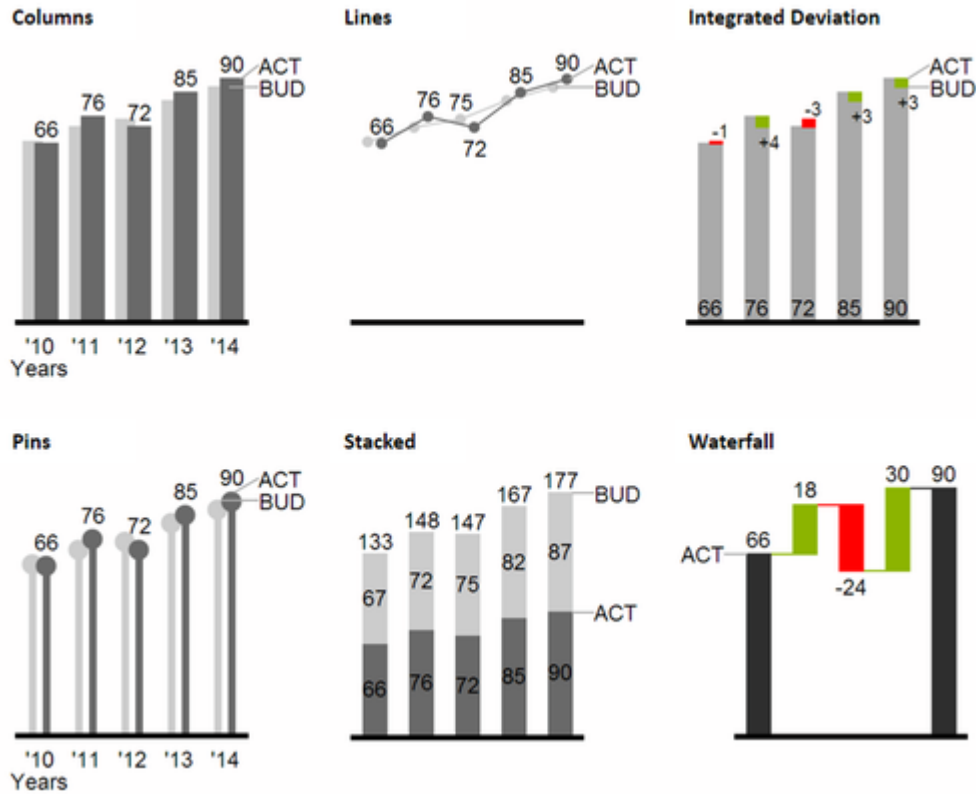 Columns
90 ACT
85 BUD
76
72
66
'10 '11 '12 '13 '14
Years
Lines
90 ACT
85 BUD
76 75
66
72
Integrated Deviation
ACT
BUD
-3
+3 +3
-1
+4
66 76 72 85 90
Pins
90 ACT
85 BUD
76
72
66
'10 '11 '12 '13 '14
Years
Stacked
177
167 BUD
148 147
133
82 87
72 75
67
ACT
66 76 72 85 90
Waterfall
30 90
18
66
ACT
-24